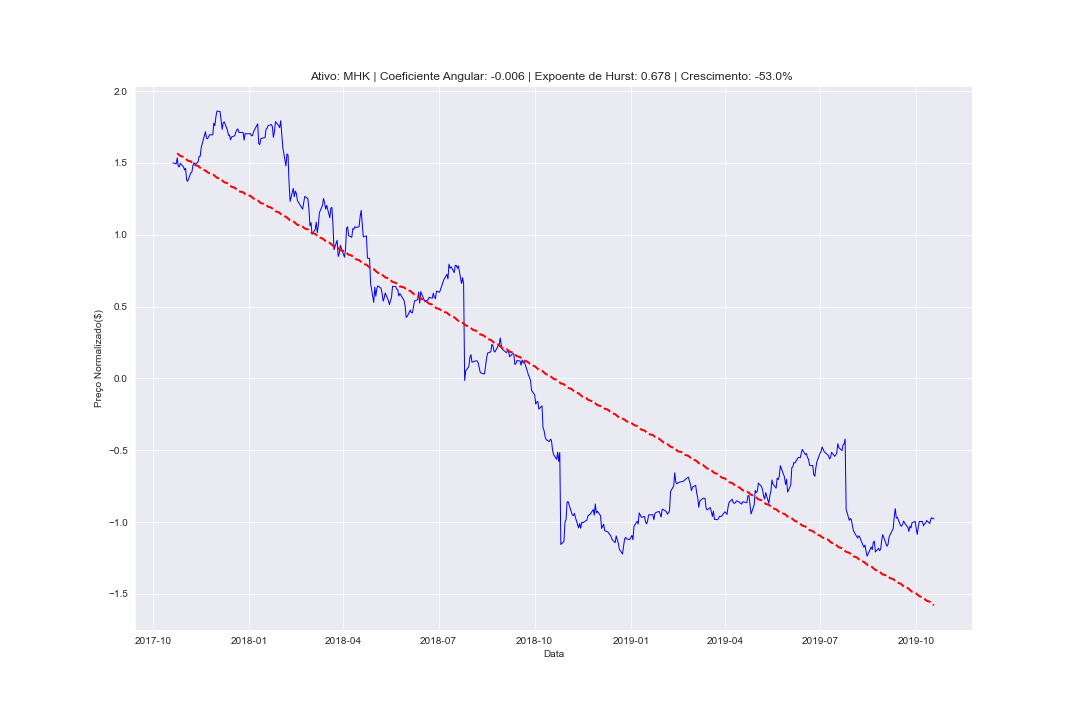 Ativo: MHK | Coeficiente Angular: -0.006 | Expoente de Hurst: 0.678 | Crescimento: -53.0%
2.0
1.5
1.0
0.5
0.0
−0.5
−1.0
−1.5
Preço Normalizado($)
2017-10 2018-01 2018-04 2018-07 2018-10 2019-01 2019-04 2019-07 2019-10
Data